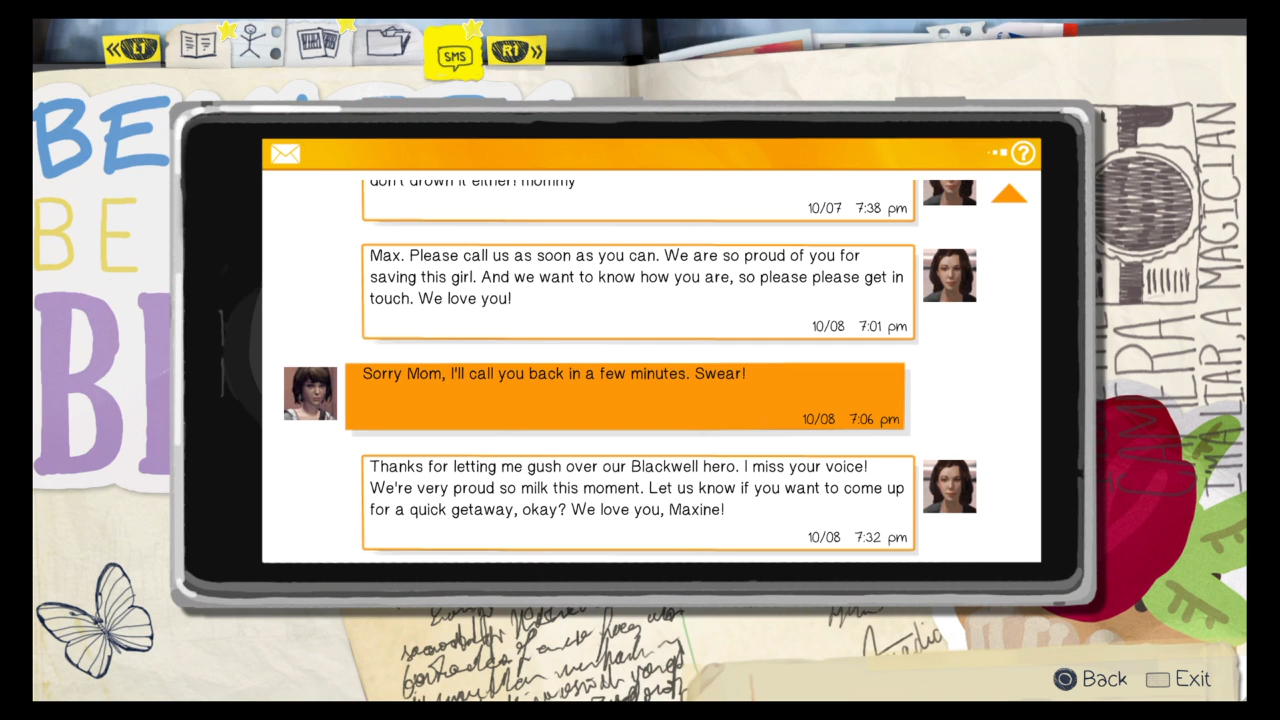 L1
SMS
R1
BE
BE
?
don't drown it either! mommy
10/07 7:38 pm
Max. Please call us as soon as you can. We are so proud of you for
saving this girl. And we want to know how you are, so please please get in
touch. We love you!
10/08 7:01 pm
Sorry Mom, I'll call you back in a few minutes. Swear!
10/08 7:06 pm
Thanks for letting me gush over our Blackwell hero. I miss your voice!
We're very proud so milk this moment. Let us know if you want to come up
for a quick getaway, okay? We love you, Maxine!
10/08 7:32 pm
CAMERA
A MAGICIAN
Back
Exit